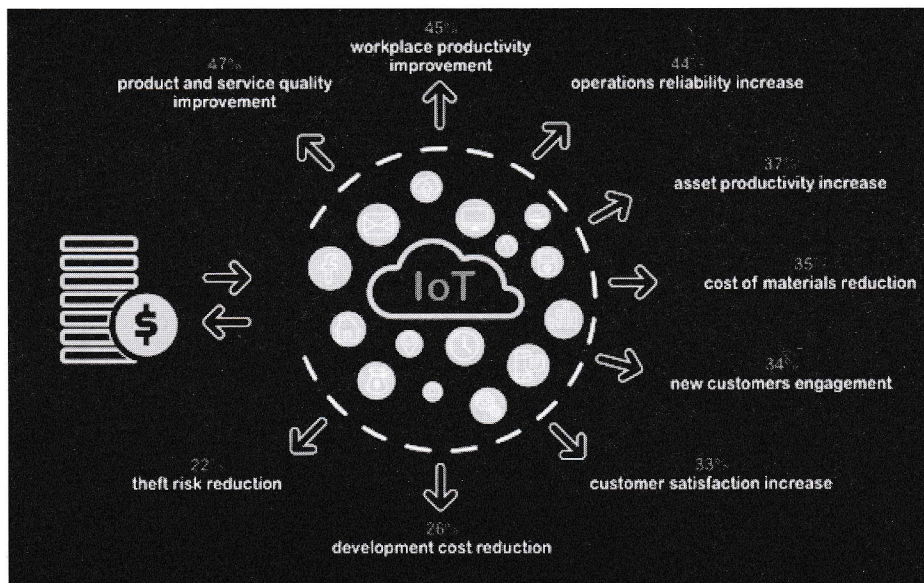 45%
workplace productivity
improvement
47%
product and service quality
improvement
44%
operations reliability increase
37%
asset productivity increase
IoT
35%
cost of materials reduction
$
34%
new customers engagement
22%
theft risk reduction
33%
customer satisfaction increase
26%
development cost reduction